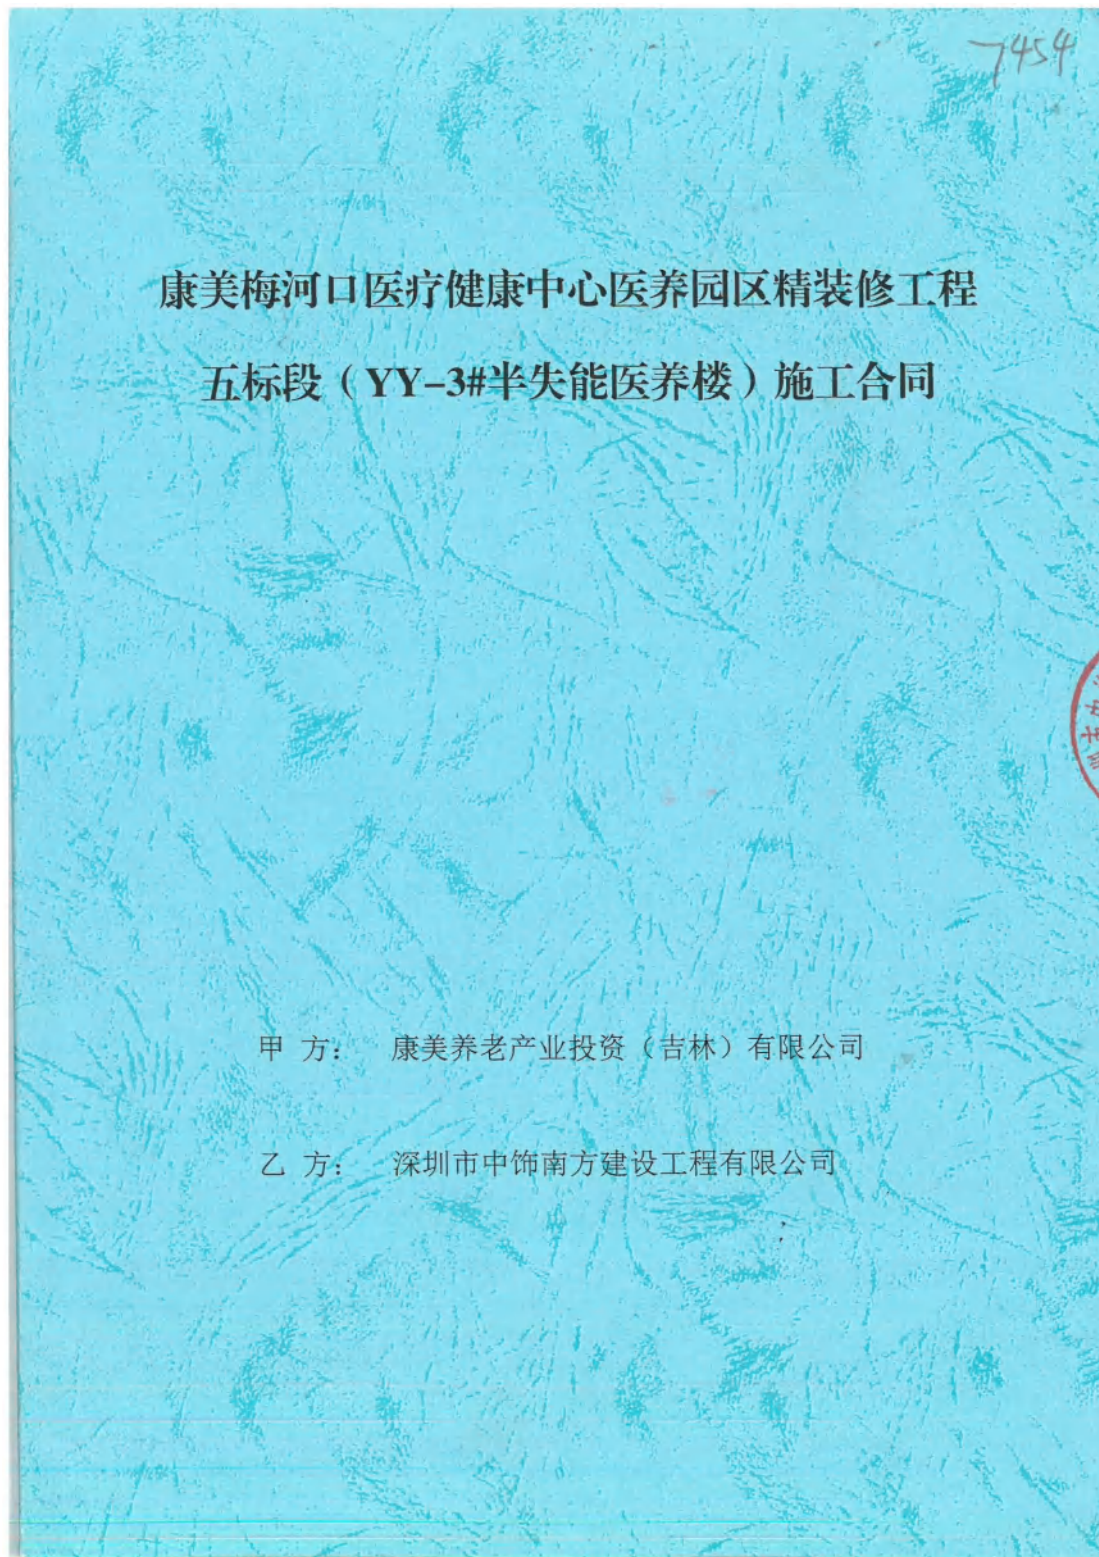 7454
康美梅河口医疗健康中心医养园区精装修工程
五标段（YY-3#半失能医养楼）施工合同
甲 方： 康美养老产业投资（吉林）有限公司
乙 方： 深圳市中饰南方建设工程有限公司